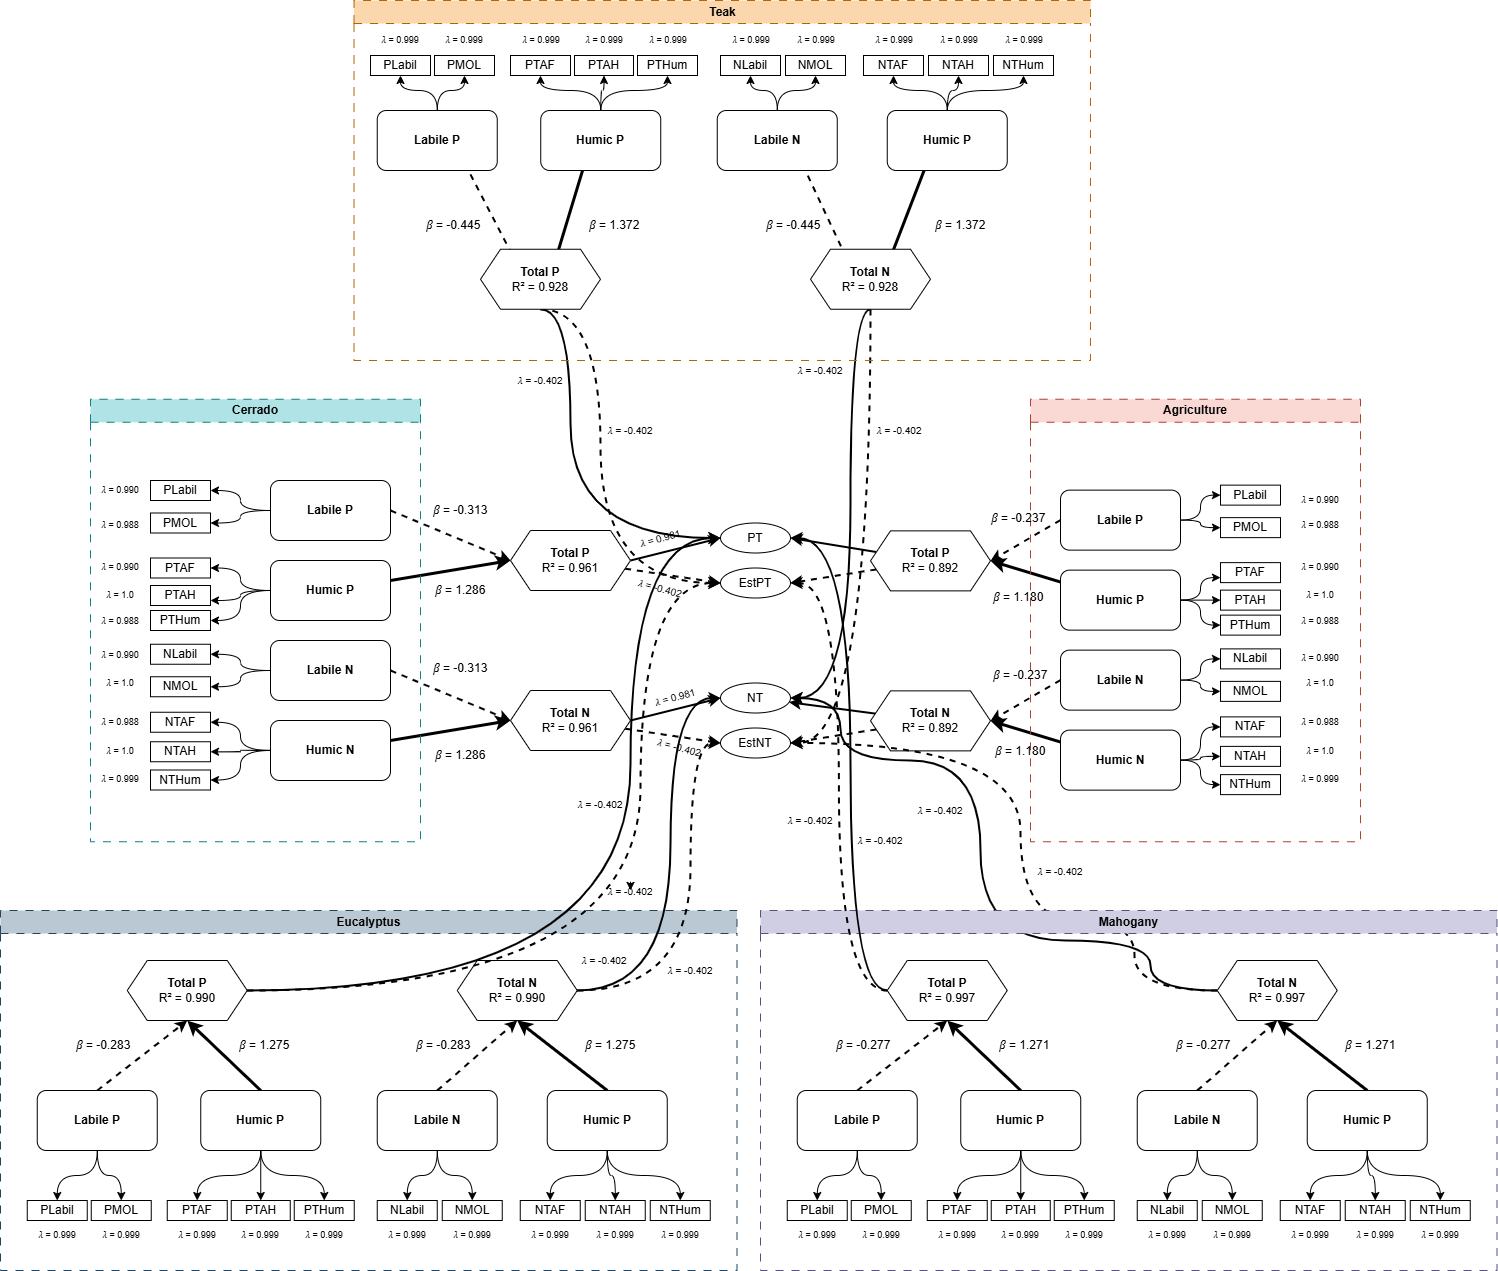 Teak
λ = 0.999 λ = 0.999 λ = 0.999 λ = 0.999 λ = 0.999 λ = 0.999 λ = 0.999 λ = 0.999 λ = 0.999 λ = 0.999
PLabil PMOL PTAF PTAH PTHum NLabil NMOL NTAF NTAH NTHum
Labile P Humic P Labile N Humic P
β = -0.445 β = 1.372 β = -0.445 β = 1.372
Total P
R² = 0.928
Total N
R² = 0.928
λ = -0.402
λ = -0.402
λ = -0.402
λ = -0.402
Cerrado
λ = 0.990 PLabil
λ = 0.988 PMOL
Labile P
λ = 0.990 PTAF
λ = 1.0 PTAH
λ = 0.988 PTHum
Humic P
λ = 0.990 NLabil
λ = 1.0 NMOL
Labile N
λ = 0.988 NTAF
λ = 1.0 NTAH
λ = 0.999 NTHum
Humic N
β = -0.313
β = 1.286
β = -0.313
β = 1.286
Total P
R² = 0.961
Total N
R² = 0.961
λ = 0.981
λ = -0.402
λ = 0.981
λ = -0.402
PT
EstPT
NT
EstNT
Total P
R² = 0.892
Total N
R² = 0.892
Agriculture
β = -0.237
β = 1.180
β = -0.237
β = 1.180
Labile P
PLabil λ = 0.990
PMOL λ = 0.988
Humic P
PTAF λ = 0.990
PTAH λ = 1.0
PTHum λ = 0.988
Labile N
NLabil λ = 0.990
NMOL λ = 1.0
Humic N
NTAF λ = 0.988
NTAH λ = 1.0
NTHum λ = 0.999
λ = -0.402
λ = -0.402
λ = -0.402
λ = -0.402
λ = -0.402
λ = -0.402
Eucalyptus
λ = -0.402
λ = -0.402
Total P
R² = 0.990
Total N
R² = 0.990
β = -0.283 β = 1.275 β = -0.283 β = 1.275
Labile P Humic P Labile N Humic P
PLabil PMOL PTAF PTAH PTHum NLabil NMOL NTAF NTAH NTHum
λ = 0.999 λ = 0.999 λ = 0.999 λ = 0.999 λ = 0.999 λ = 0.999 λ = 0.999 λ = 0.999 λ = 0.999 λ = 0.999
Mahogany
Total P
R² = 0.997
Total N
R² = 0.997
β = -0.277 β = 1.271 β = -0.277 β = 1.271
Labile P Humic P Labile N Humic P
PLabil PMOL PTAF PTAH PTHum NLabil NMOL NTAF NTAH NTHum
λ = 0.999 λ = 0.999 λ = 0.999 λ = 0.999 λ = 0.999 λ = 0.999 λ = 0.999 λ = 0.999 λ = 0.999 λ = 0.999